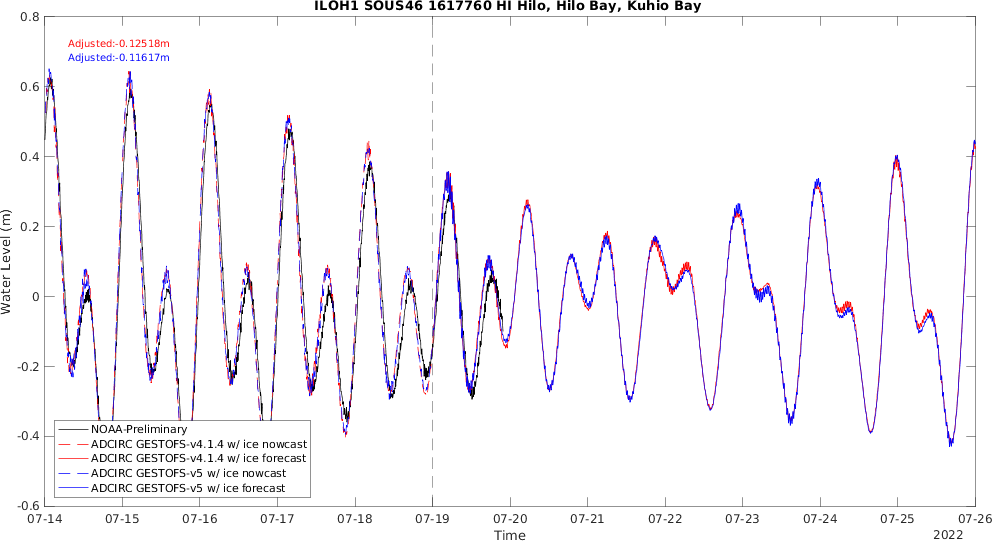 ILOH1 SOUS46 1617760 HI Hilo, Hilo Bay, Kuhio Bay
0.8
Adjusted:-0.12518m
Adjusted:-0.11617m
0.6
0.4
0.2
0
-0.2
-0.4
-0.6
Water Level (m)
NOAA-Preliminary
ADCIRC GESTOFS-v4.1.4 w/ ice nowcast
ADCIRC GESTOFS-v4.1.4 w/ ice forecast
ADCIRC GESTOFS-v5 w/ ice nowcast
ADCIRC GESTOFS-v5 w/ ice forecast
07-14 07-15 07-16 07-17 07-18 07-19 07-20 07-21 07-22 07-23 07-24 07-25 07-26
Time
2022